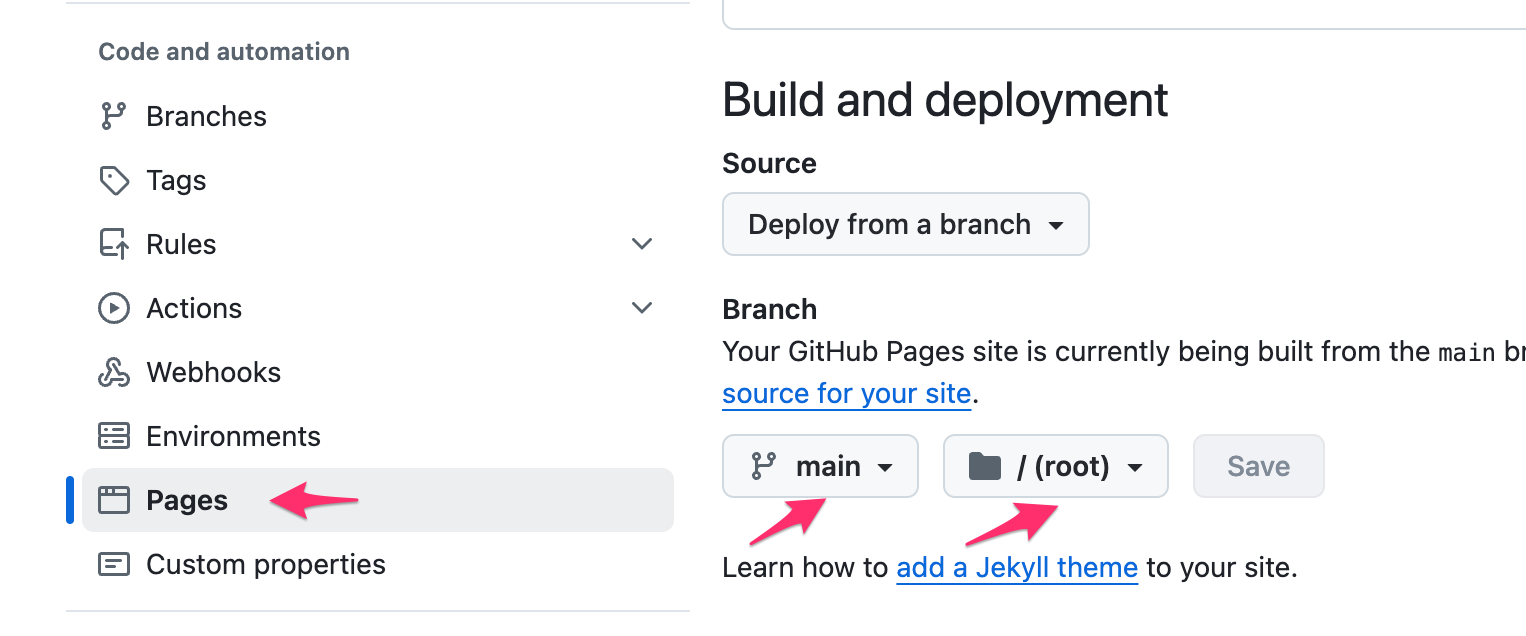 Code and automation
Branches
Tags
Rules
Actions
Webhooks
Environments
Pages
Custom properties
Build and deployment
Source
Deploy from a branch
Branch
Your GitHub Pages site is currently being built from the main
source for your site.
main
/ (root)
Save
Learn how to add a Jekyll theme to your site.